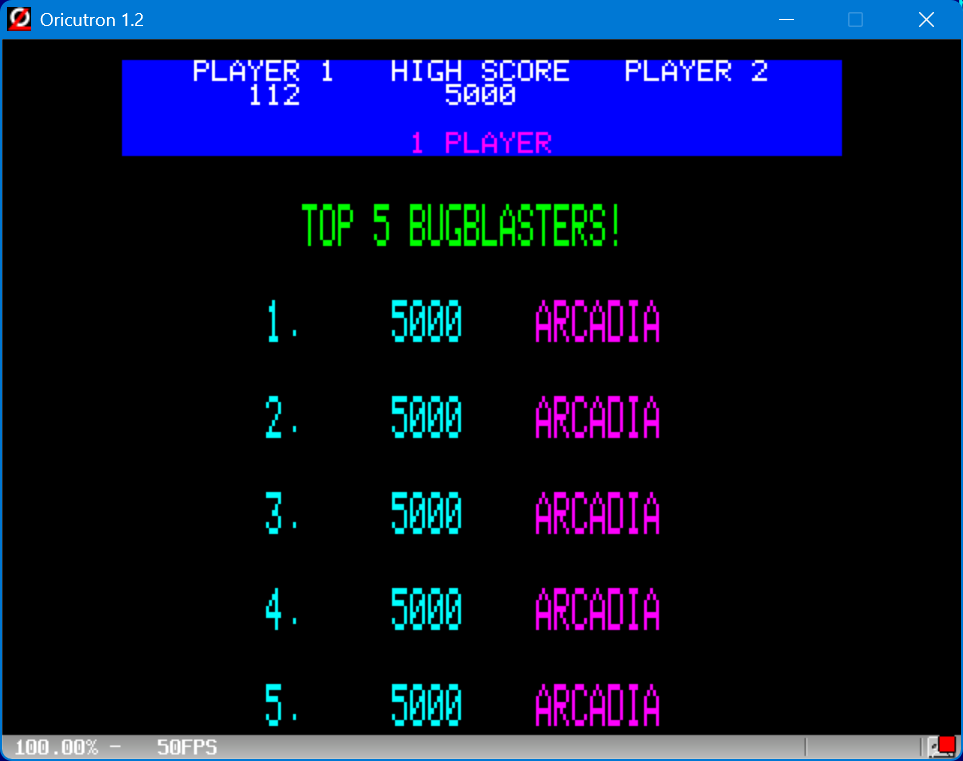 Oricutron 1.2
PLAYER 1 HIGH SCORE PLAYER 2
112 5000
1 PLAYER
TOP 5 BUGBLASTERS!
1. 5000 ARCADIA
2. 5000 ARCADIA
3. 5000 ARCADIA
4. 5000 ARCADIA
5. 5000 ARCADIA
100.00% - 50FPS